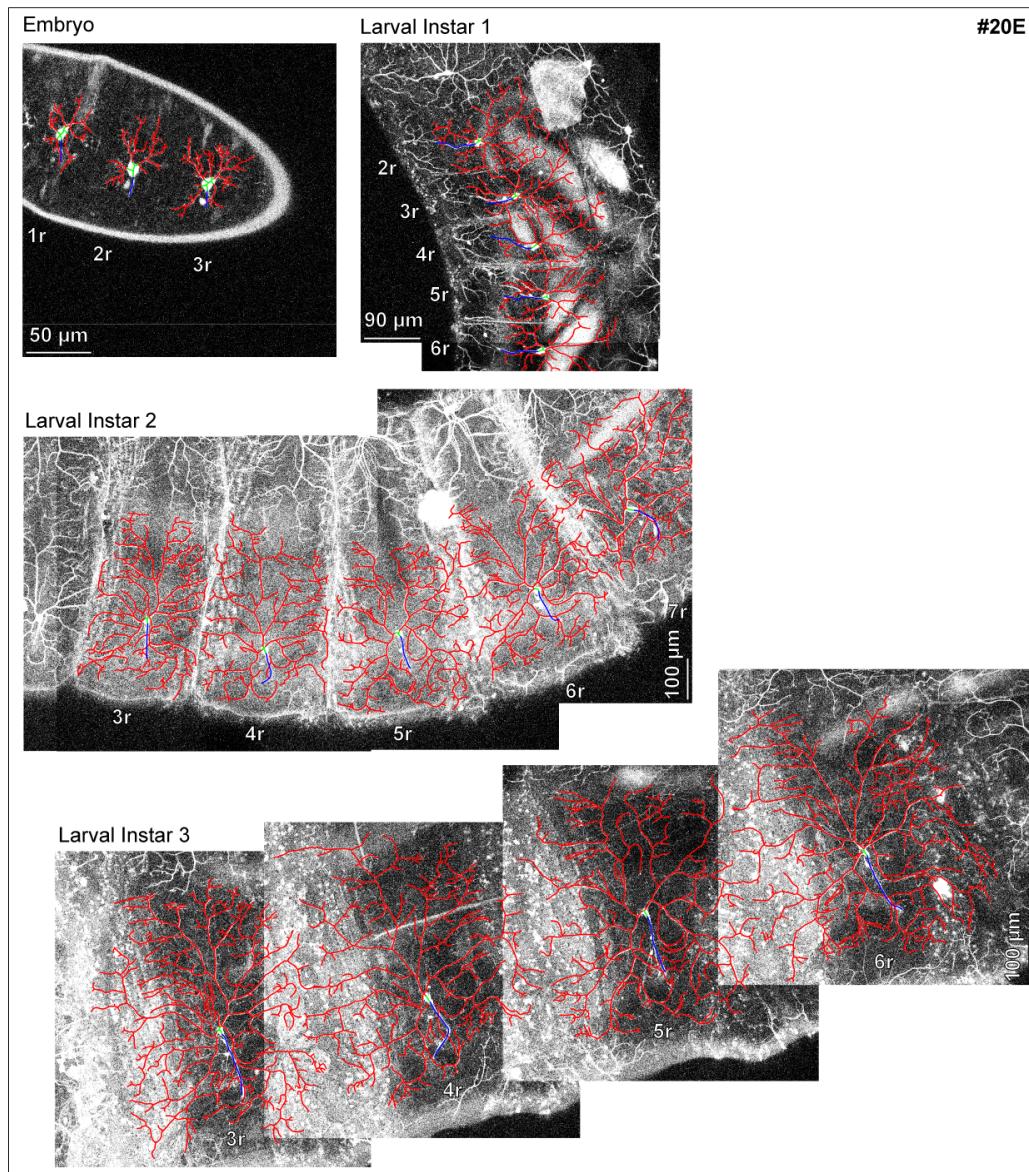 Embryo
Larval Instar 1
#20E
1r
2r
3r
50 µm
2r
3r
4r
5r
6r
90 µm
Larval Instar 2
3r
4r
5r
6r
7r
100 µm
Larval Instar 3
3r
4r
5r
6r
100 µm